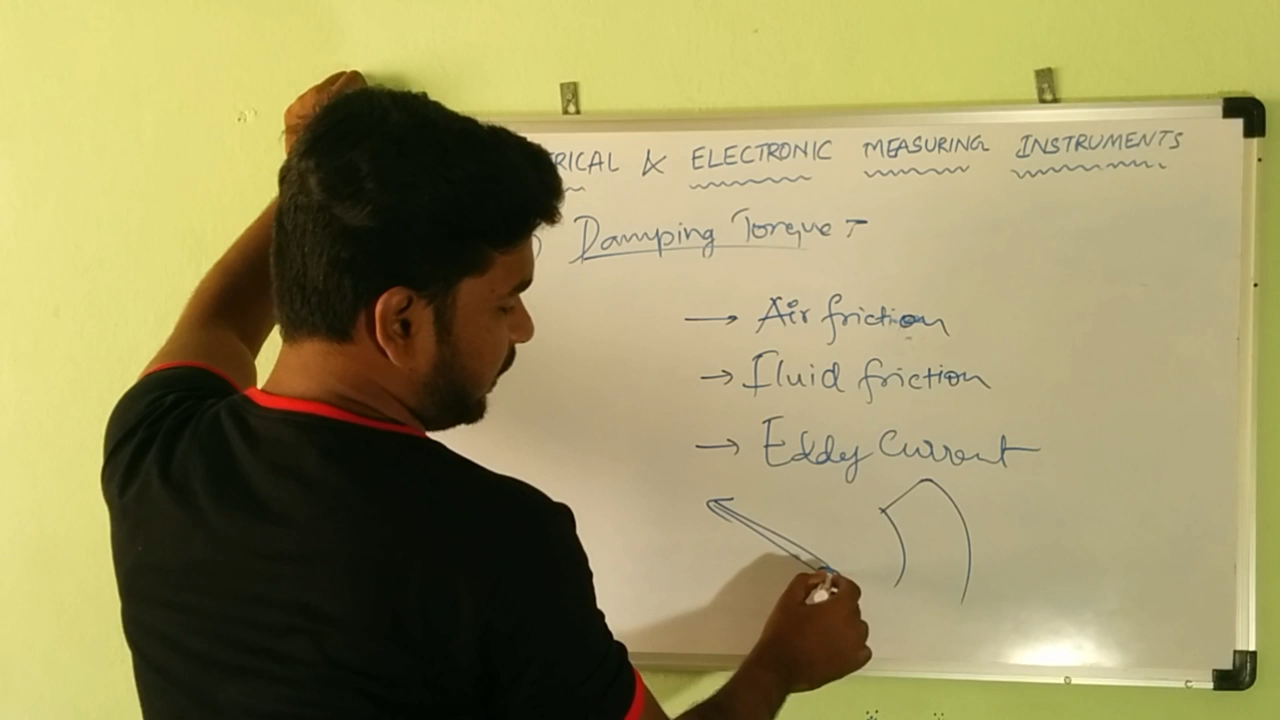 RICAL & ELECTRONIC MEASURING INSTRUMENTS
) Damping Torque :-
→ Air friction
→ Fluid friction
→ Eddy Current